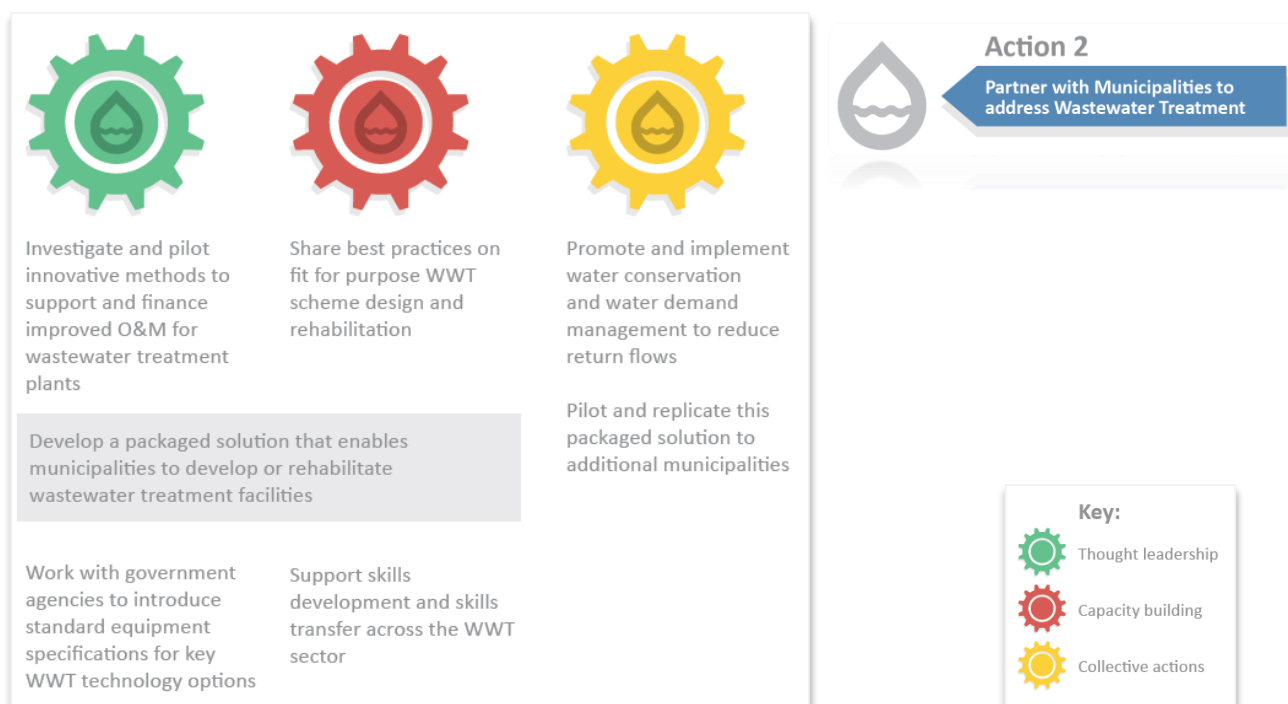 Action 2
Partner with Municipalities to
address Wastewater Treatment
Investigate and pilot
innovative methods to
support and finance
improved O&M for
wastewater treatment
plants
Share best practices on
fit for purpose WWT
scheme design and
rehabilitation
Promote and implement
water conservation
and water demand
management to reduce
return flows
Pilot and replicate this
packaged solution to
additional municipalities
Develop a packaged solution that enables
municipalities to develop or rehabilitate
wastewater treatment facilities
Work with government
agencies to introduce
standard equipment
specifications for key
WWT technology options
Support skills
development and skills
transfer across the WWT
sector
Key:
Thought leadership
Capacity building
Collective actions